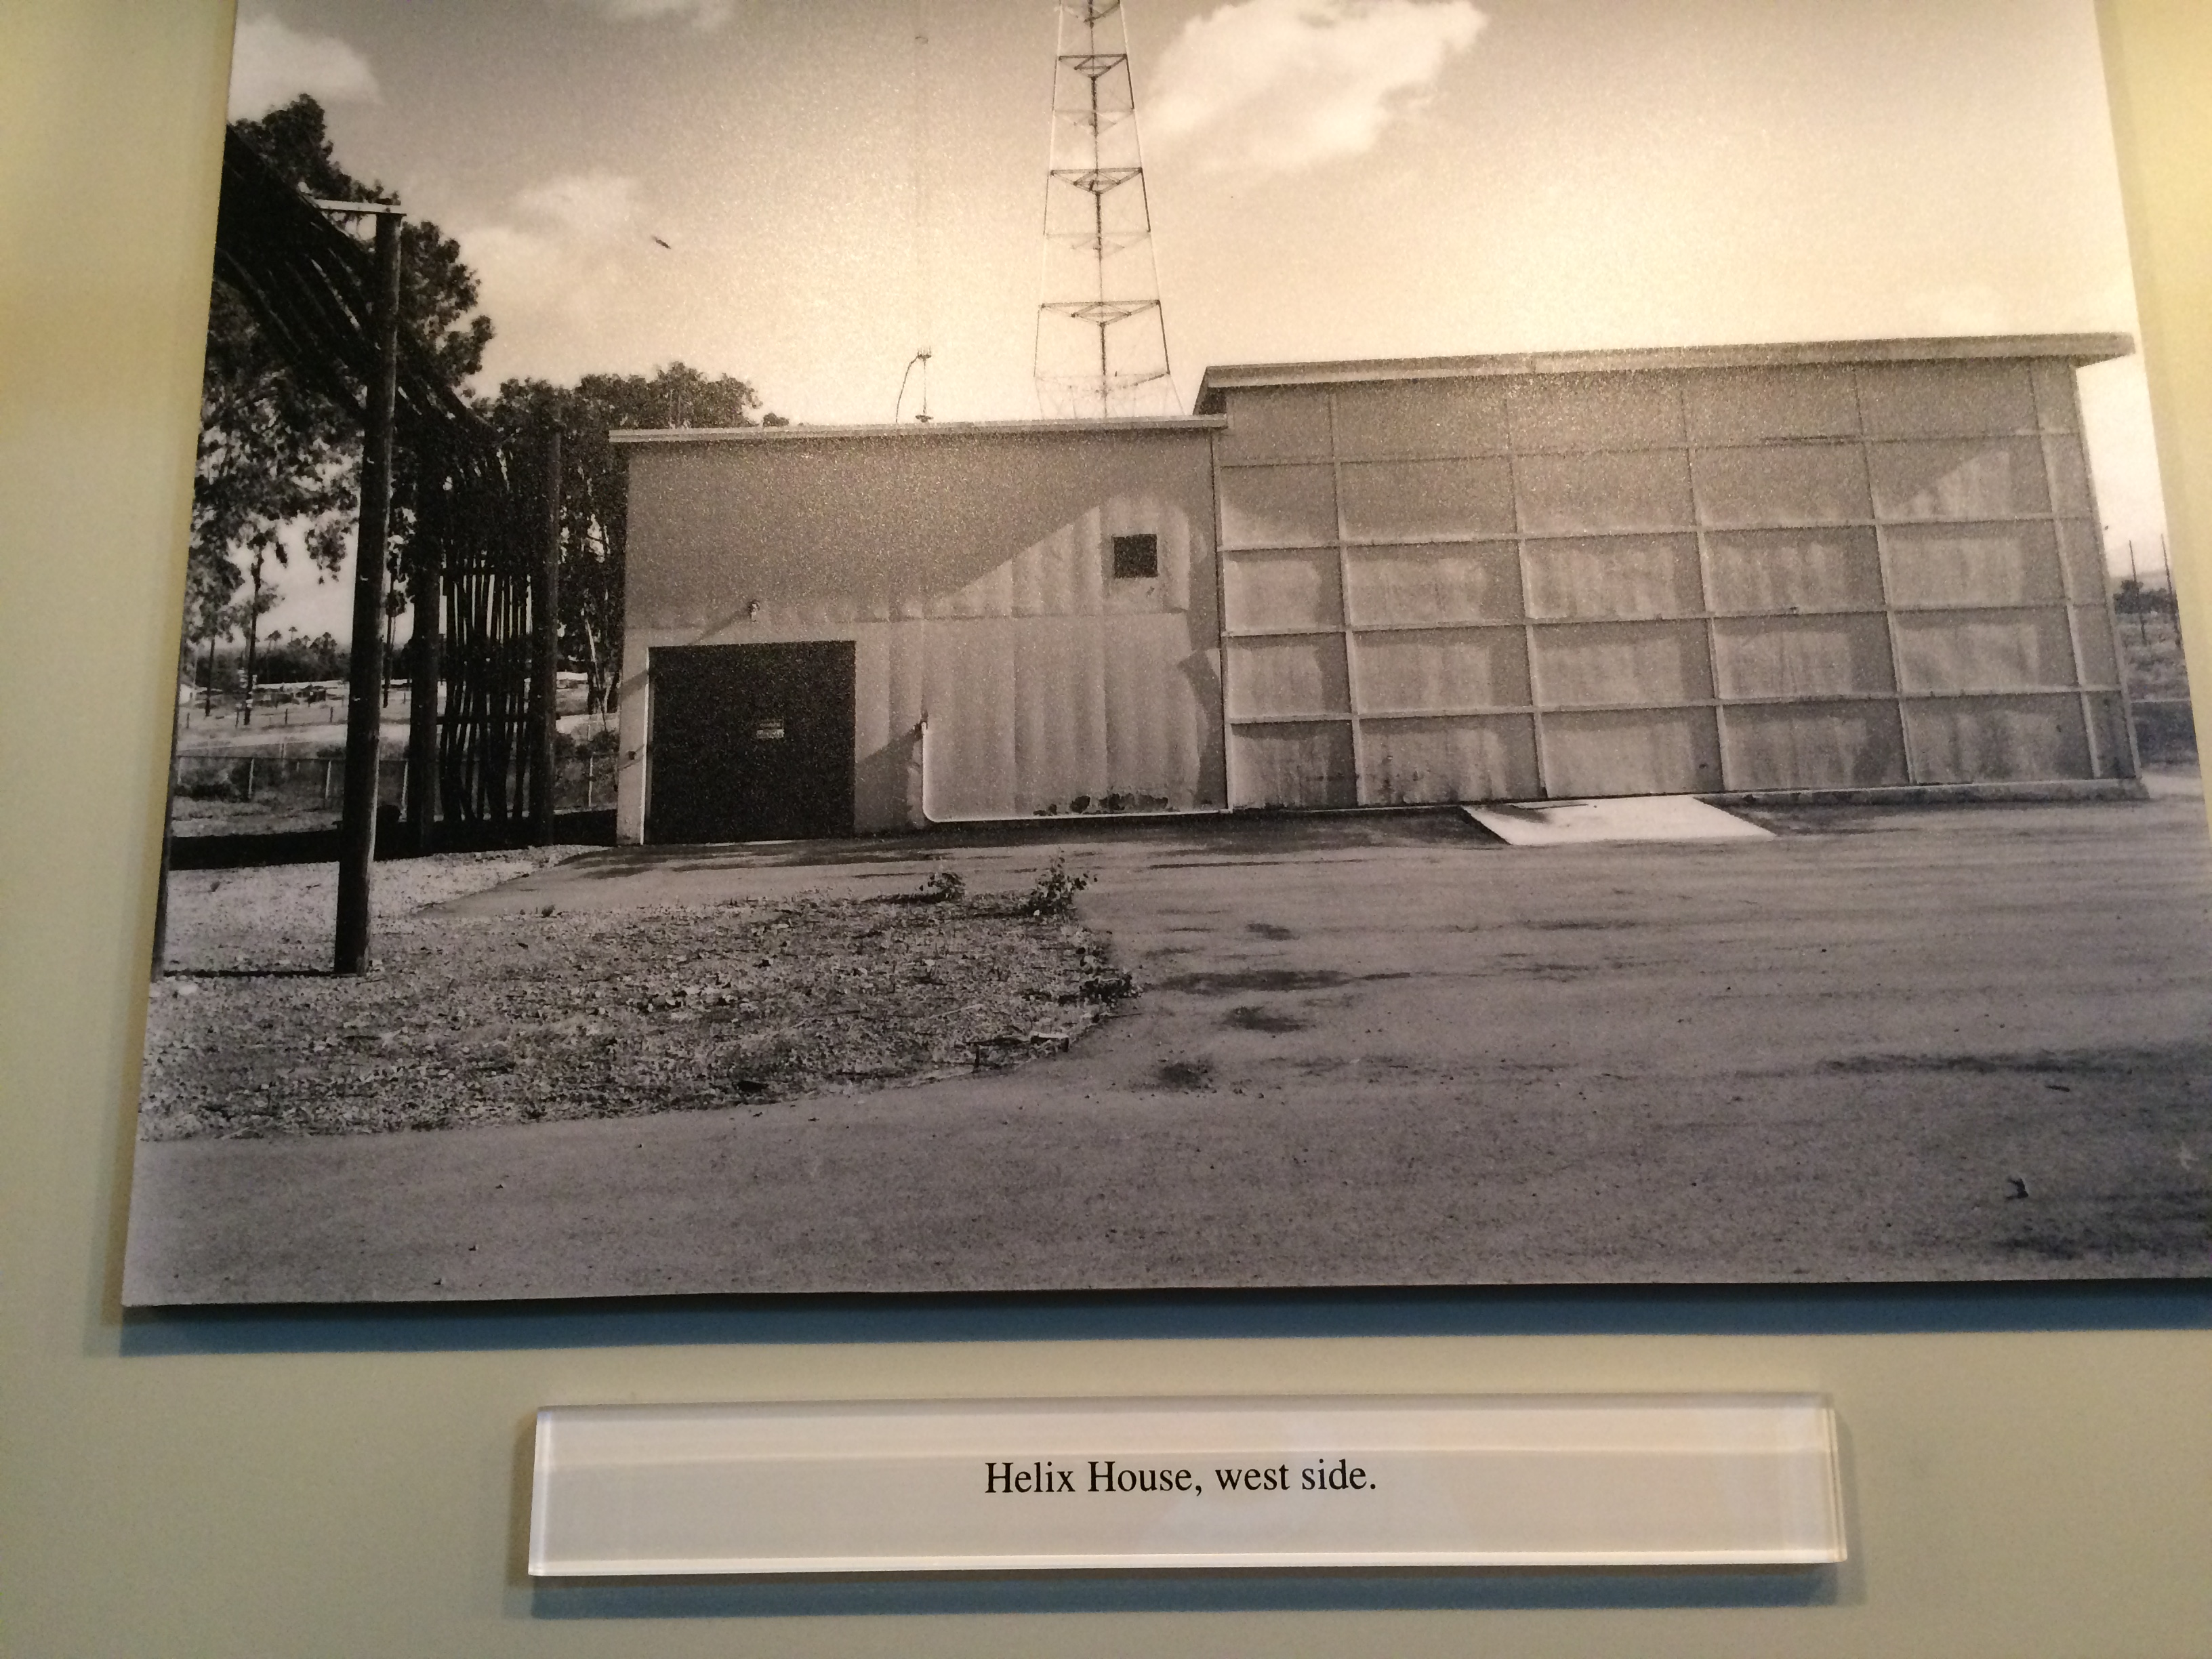 Helix House, west side.